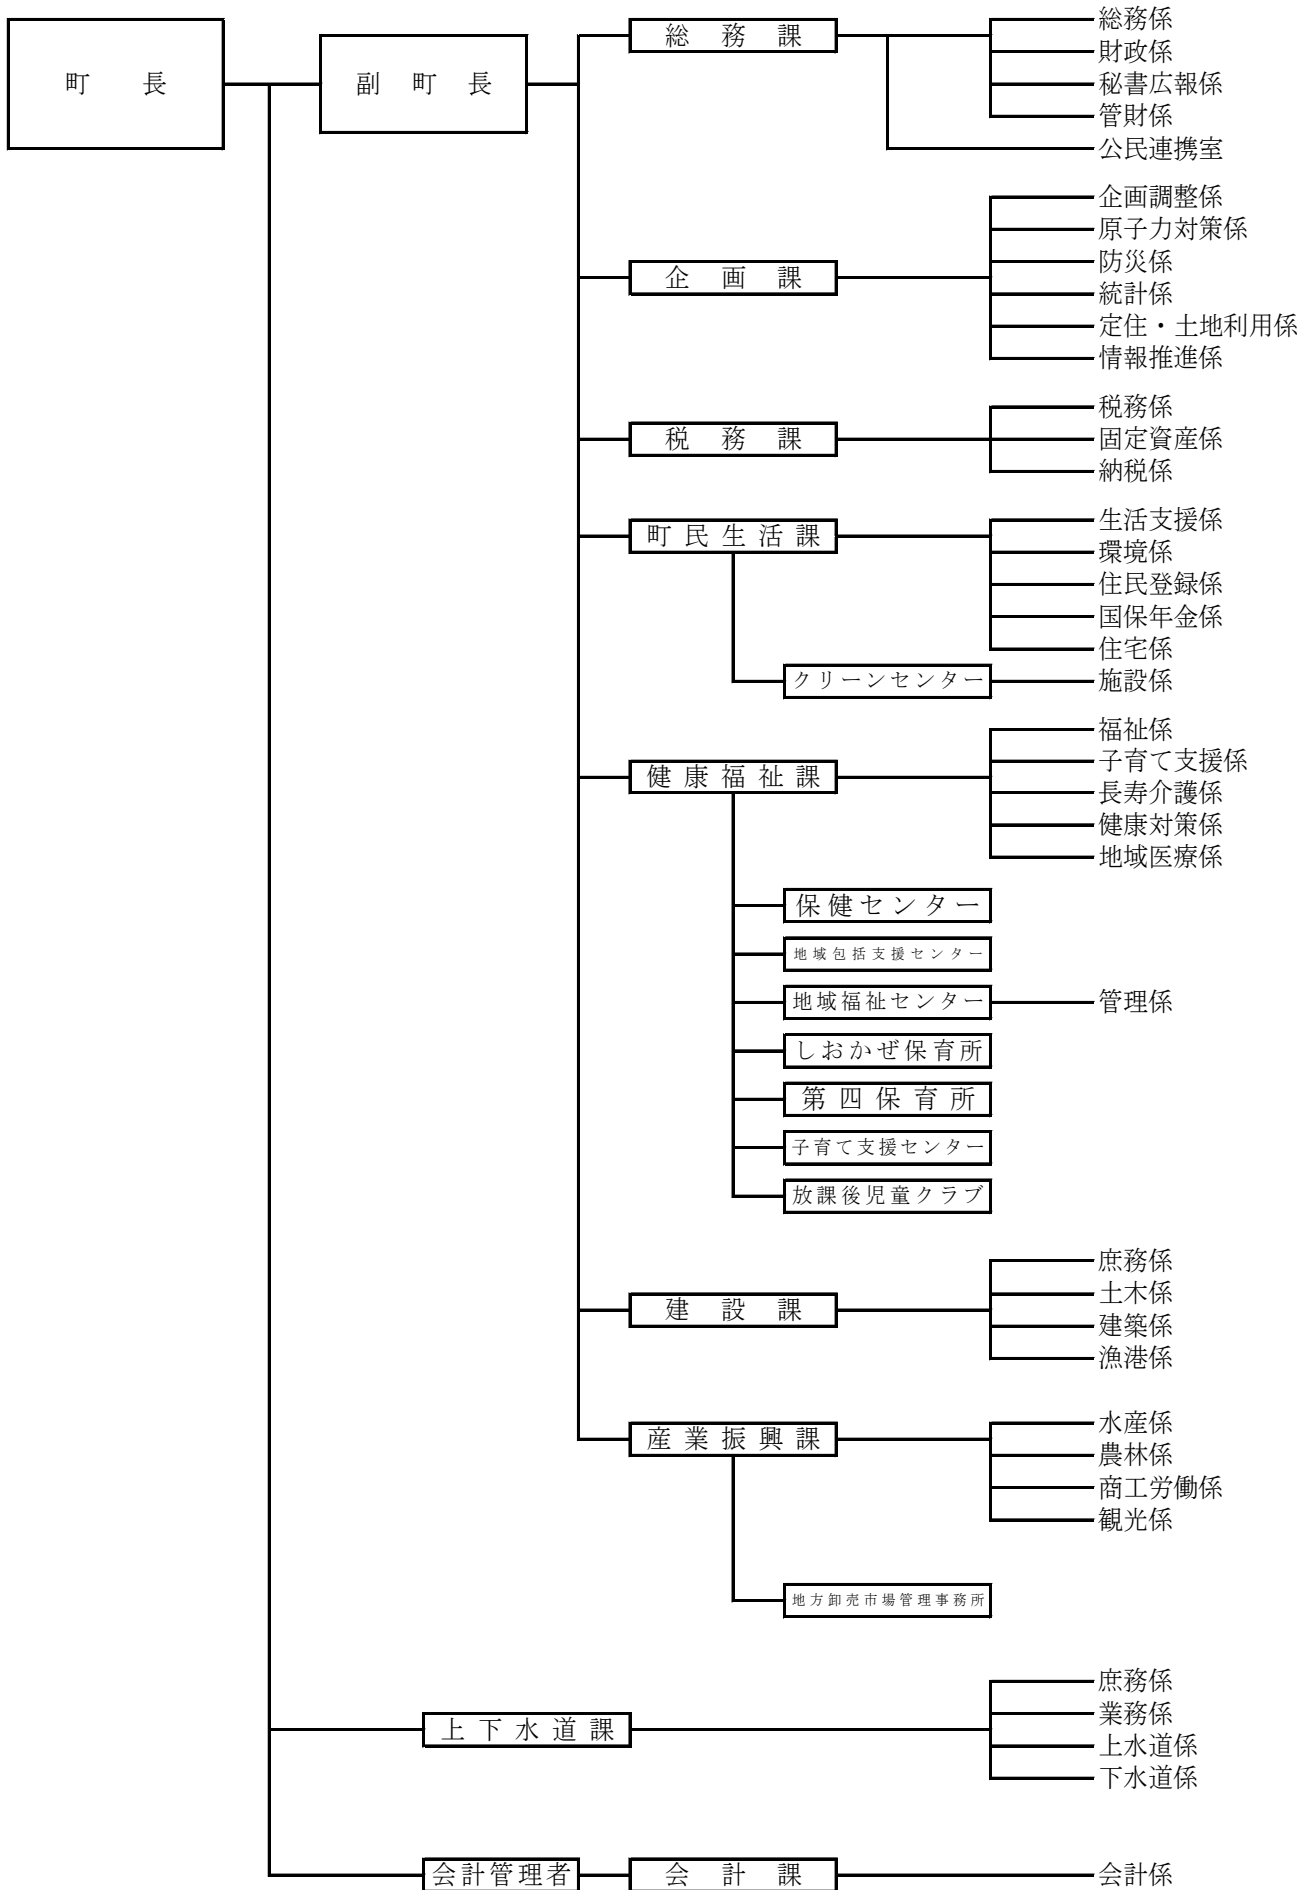 町長
副町長
総務課
総務係
財政係
秘書広報係
管財係
公民連携室
企画課
企画調整係
原子力対策係
防災係
統計係
定住・土地利用係
情報推進係
税務課
税務係
固定資産係
納税係
町民生活課
生活支援係
環境係
住民登録係
国保年金係
住宅係
クリーンセンター
施設係
健康福祉課
福祉係
子育て支援係
長寿介護係
健康対策係
地域医療係
保健センター
地域包括支援センター
地域福祉センター
管理係
しおかぜ保育所
第四保育所
子育て支援センター
放課後児童クラブ
建設課
庶務係
土木係
建築係
漁港係
産業振興課
水産係
農林係
商工労働係
観光係
地方卸売市場管理事務所
上下水道課
庶務係
業務係
上水道係
下水道係
会計管理者
会計課
会計係